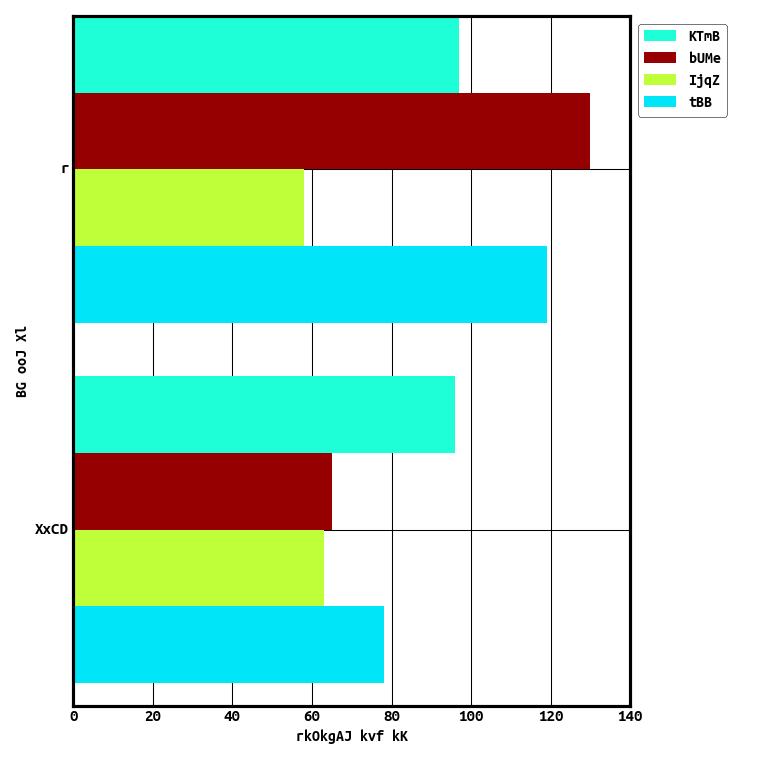 KTmB
bUMe
IjqZ
tBB
г
XxCD
BG ooJ Xl
0 20 40 60 80 100 120 140
rkOkgAJ kvf kK